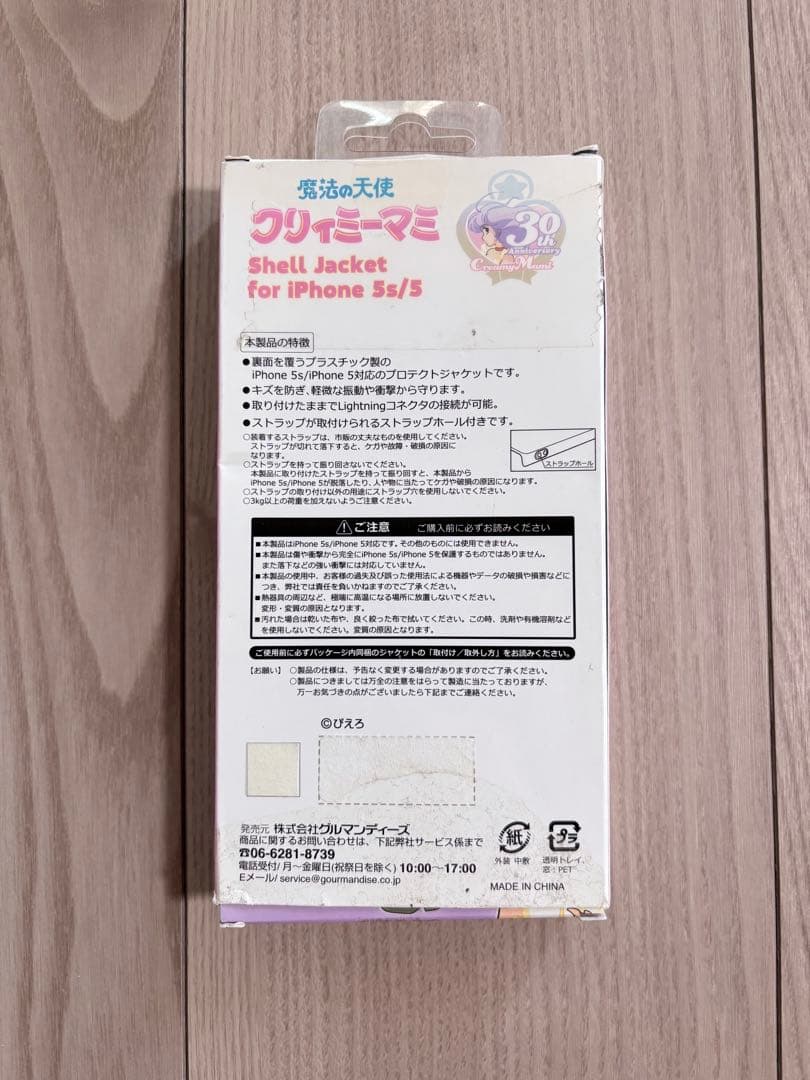 魔法の天使
クリィミーマミ
30th
Anniversary
Creamy Mami
Shell Jacket
for iPhone 5s/5
本製品の特徴
●裏面を覆うプラスチック製の
iPhone 5s/iPhone 5対応のプロテクトジャケットです。
●キズを防ぎ、軽微な振動や衝撃から守ります。
●取り付けたままでLightningコネクタの接続が可能。
●ストラップが取付けられるストラップホール付きです。
○装着するストラップは、市販の丈夫なものを使用してください。
ストラップが切れて落下すると、ケガや故障・破損の原因に
なります。
○ストラップを持って振り回さないでください。
本製品に取り付けたストラップを持って振り回すと、本製品から
iPhone 5s/iPhone 5が脱落したり、人や物に当たってケガや破損の原因になります。
○ストラップの取り付け以外の用途にストラップ穴を使用しないでください。
○3kg以上の荷重を加えないようご注意ください。
ストラップホール
⚠ご注意 ご購入前に必ずお読みください
■本製品はiPhone 5s/iPhone 5対応です。その他のものには使用できません。
■本製品は傷や衝撃から完全にiPhone 5s/iPhone 5を保護するものではありません。
また落下などの強い衝撃には対応していません。
■本製品の使用中、お客様の過失及び誤った使用法による機器やデータの破損や損害などに
つき、弊社では責任を負いかねますのでご了承ください。
■熱器具の周辺など、極端に高温になる場所に放置しないでください。
変形・変質の原因となります。
■汚れた場合は乾いた布や、良く絞った布で拭いてください。この時、洗剤や有機溶剤など
を使用しないでください。変質の原因となります。
ご使用前に必ずパッケージ内同梱のジャケットの「取付け/取外し方」をお読みください。
【お願い】 ○製品の仕様は、予告なく変更する場合がありますのでご了承ください。
○製品につきましては万全の注意をはらって製造に当たっておりますが、
万一お気づきの点がございましたら下記までご連絡ください。
©ぴえろ
発売元 株式会社グルマンディーズ
商品に関するお問い合わせは、下記弊社サービス係まで
☎06-6281-8739
電話受付/月〜金曜日(祝祭日を除く) 10:00〜17:00
Eメール/ service@gourmandise.co.jp
紙
外装 中敷
プラ
透明トレイ、
窓:PET
MADE IN CHINA